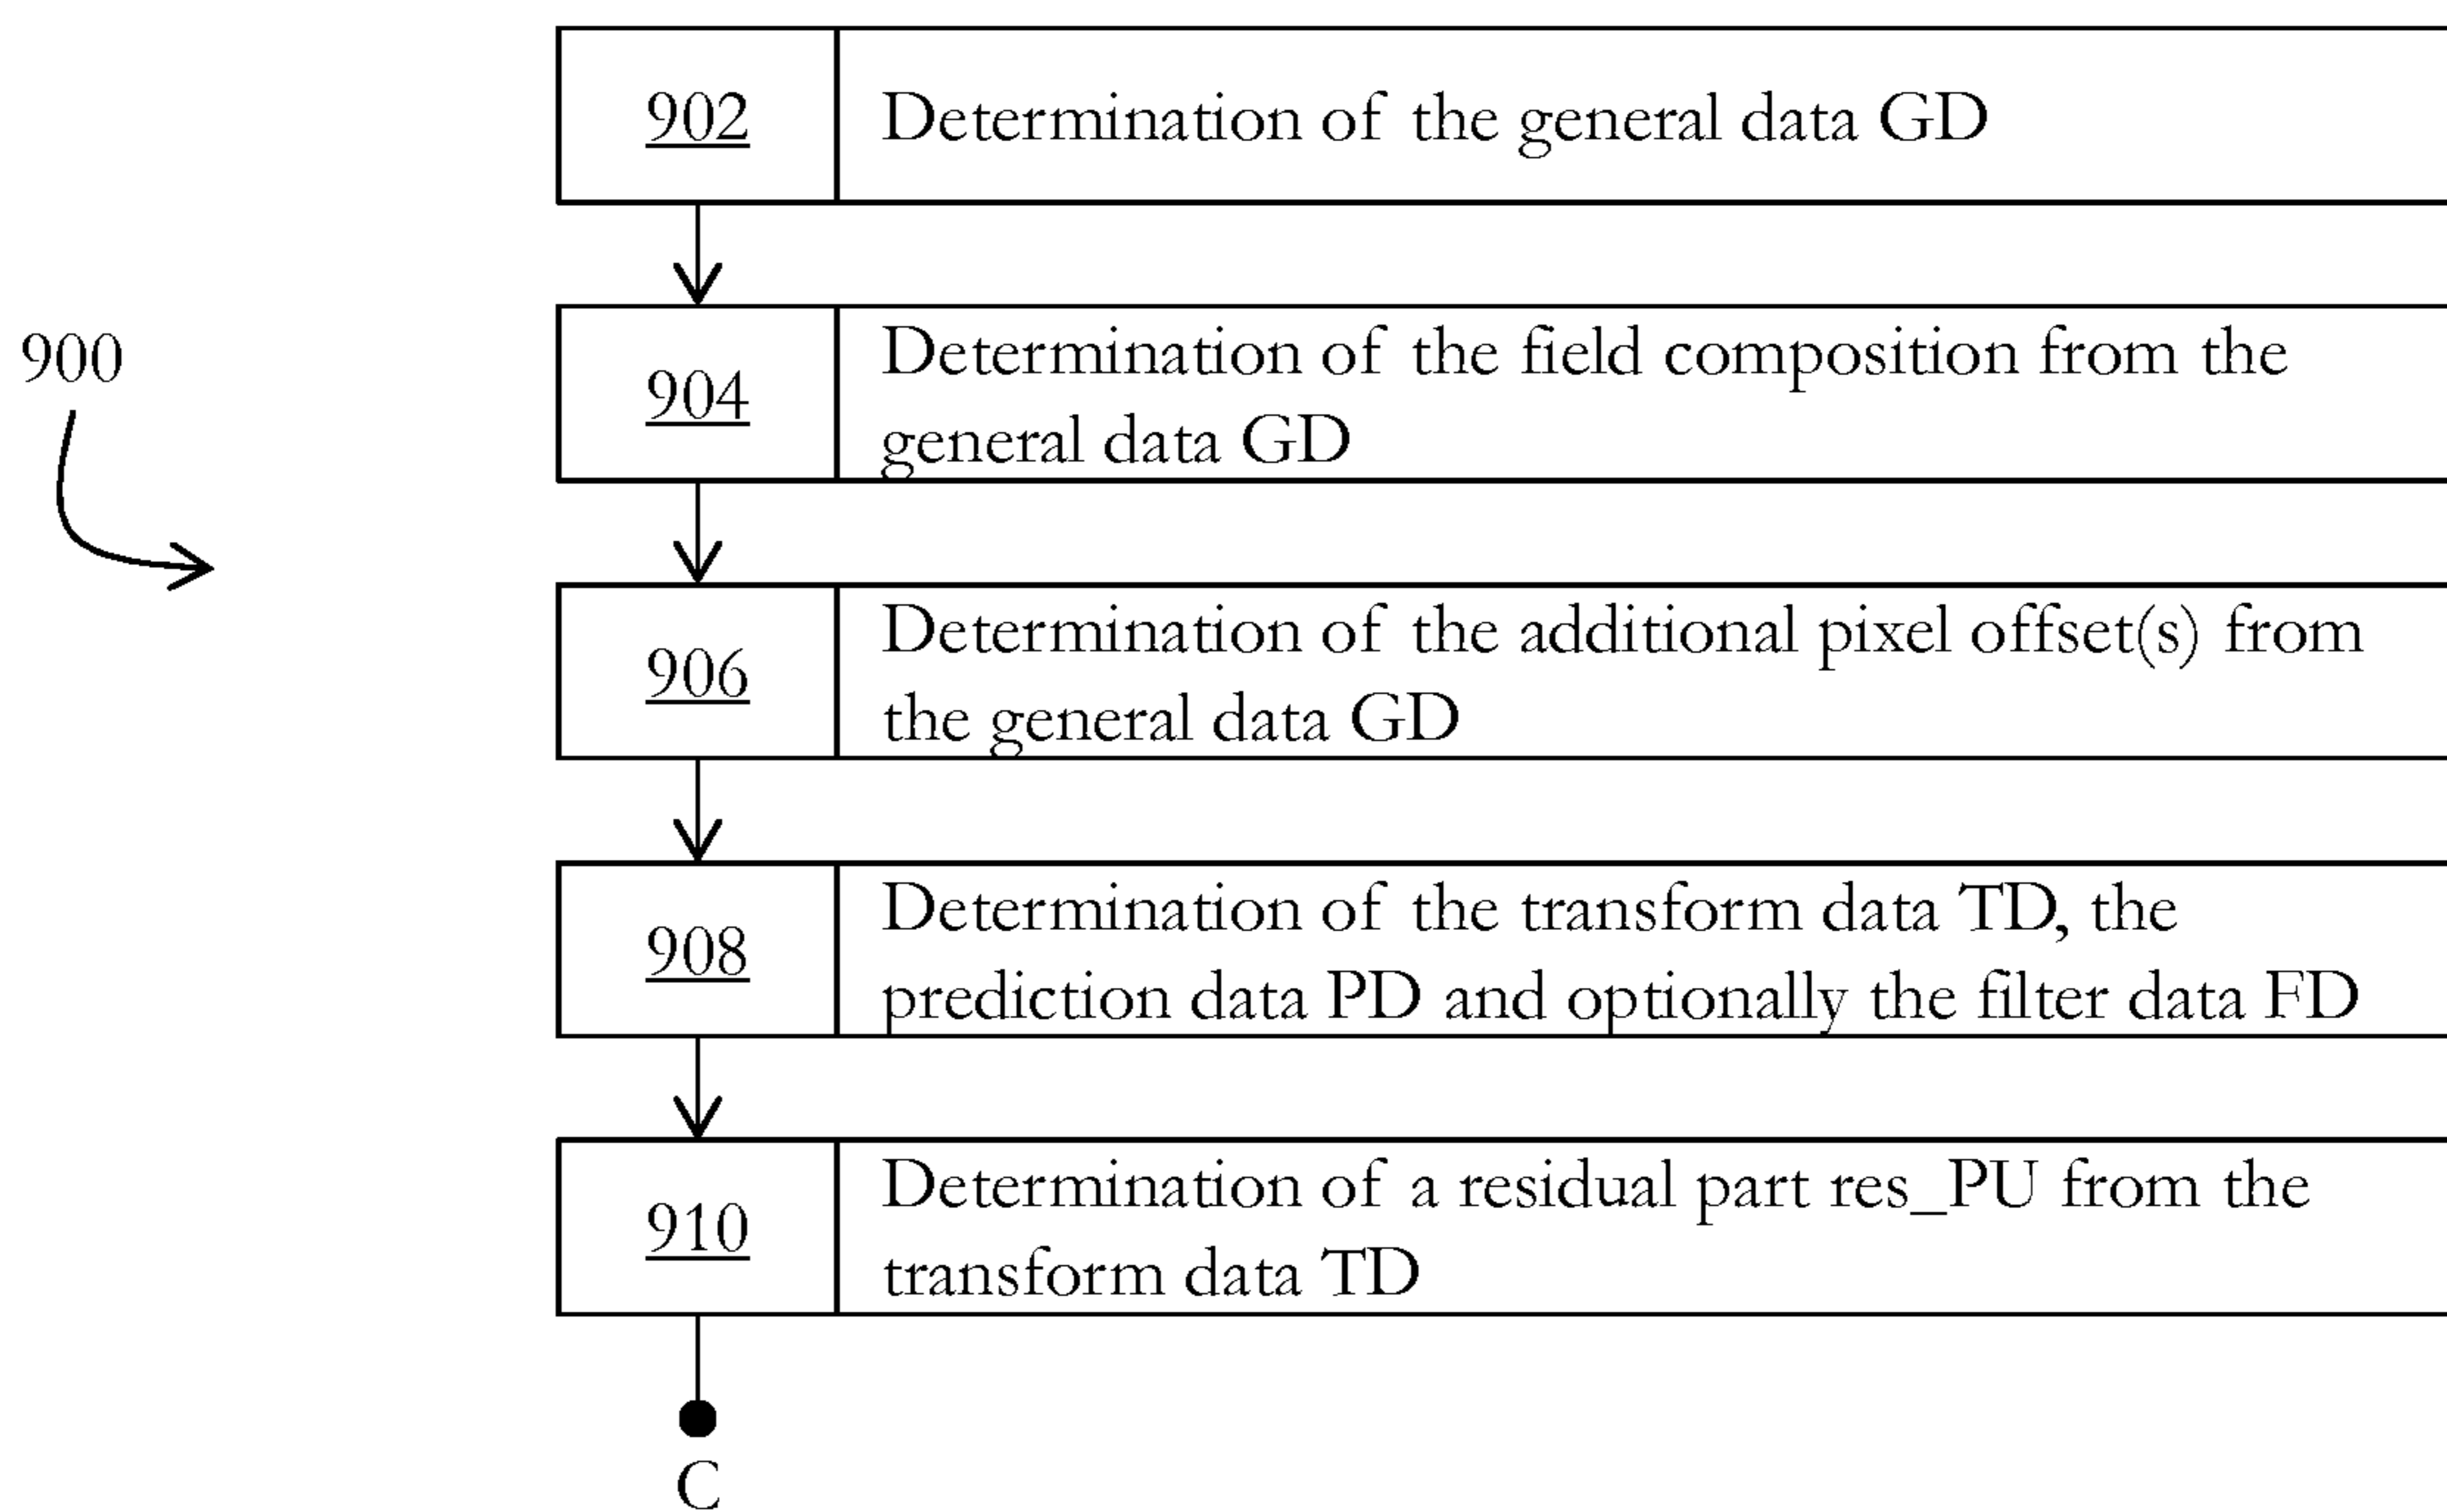 902
Determination of the general data GD
900
904
Determination of the field composition from the
general data GD
906
Determination of the additional pixel offset(s) from
the general data GD
908
Determination of the transform data TD, the
prediction data PD and optionally the filter data FD
910
Determination of a residual part res_PU from the
transform data TD
C